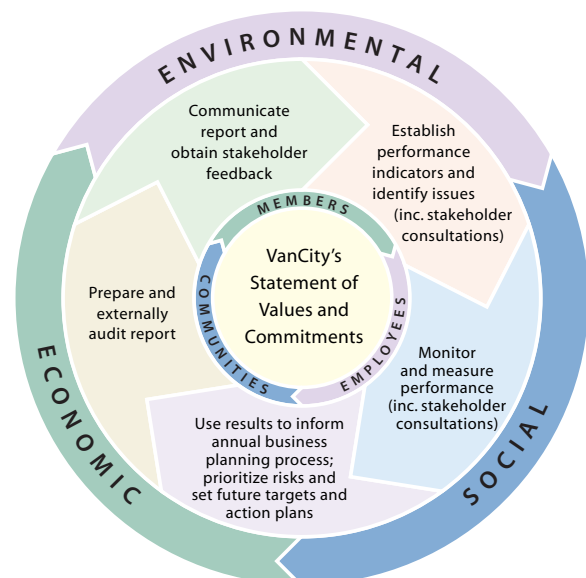 ENVIRONMENTAL
Communicate
report and
obtain stakeholder
feedback
Establish
performance
indicators and
identify issues
(inc. stakeholder
consultations)
MEMBERS
VanCity’s
Statement of
Values and
Commitments
COMMUNITIES
EMPLOYEES
Prepare and
externally
audit report
Monitor
and measure
performance
(inc. stakeholder
consultations)
Use results to inform
annual business
planning process;
prioritize risks and
set future targets and
action plans
ECONOMIC
SOCIAL